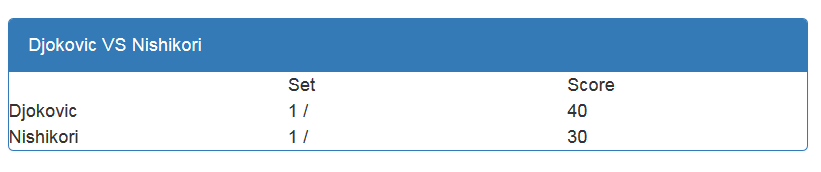 Djokovic VS Nishikori
Set Score
Djokovic 1 / 40
Nishikori 1 / 30